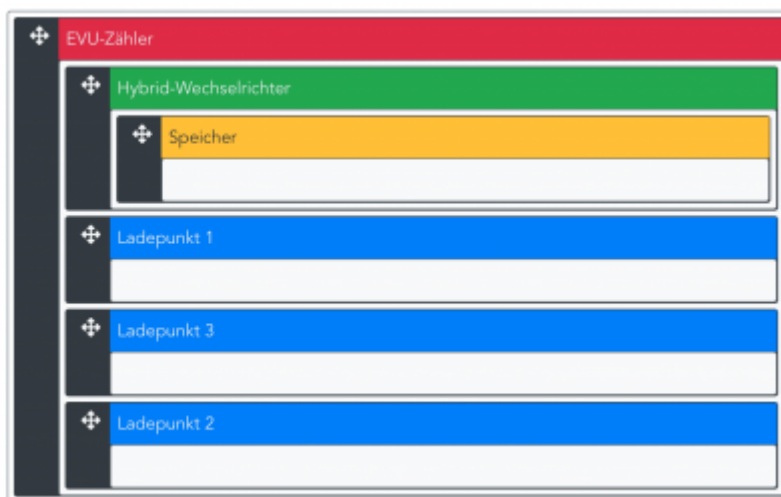 EVU-Zähler
Hybrid-Wechselrichter
Speicher
Ladepunkt 1
Ladepunkt 3
Ladepunkt 2